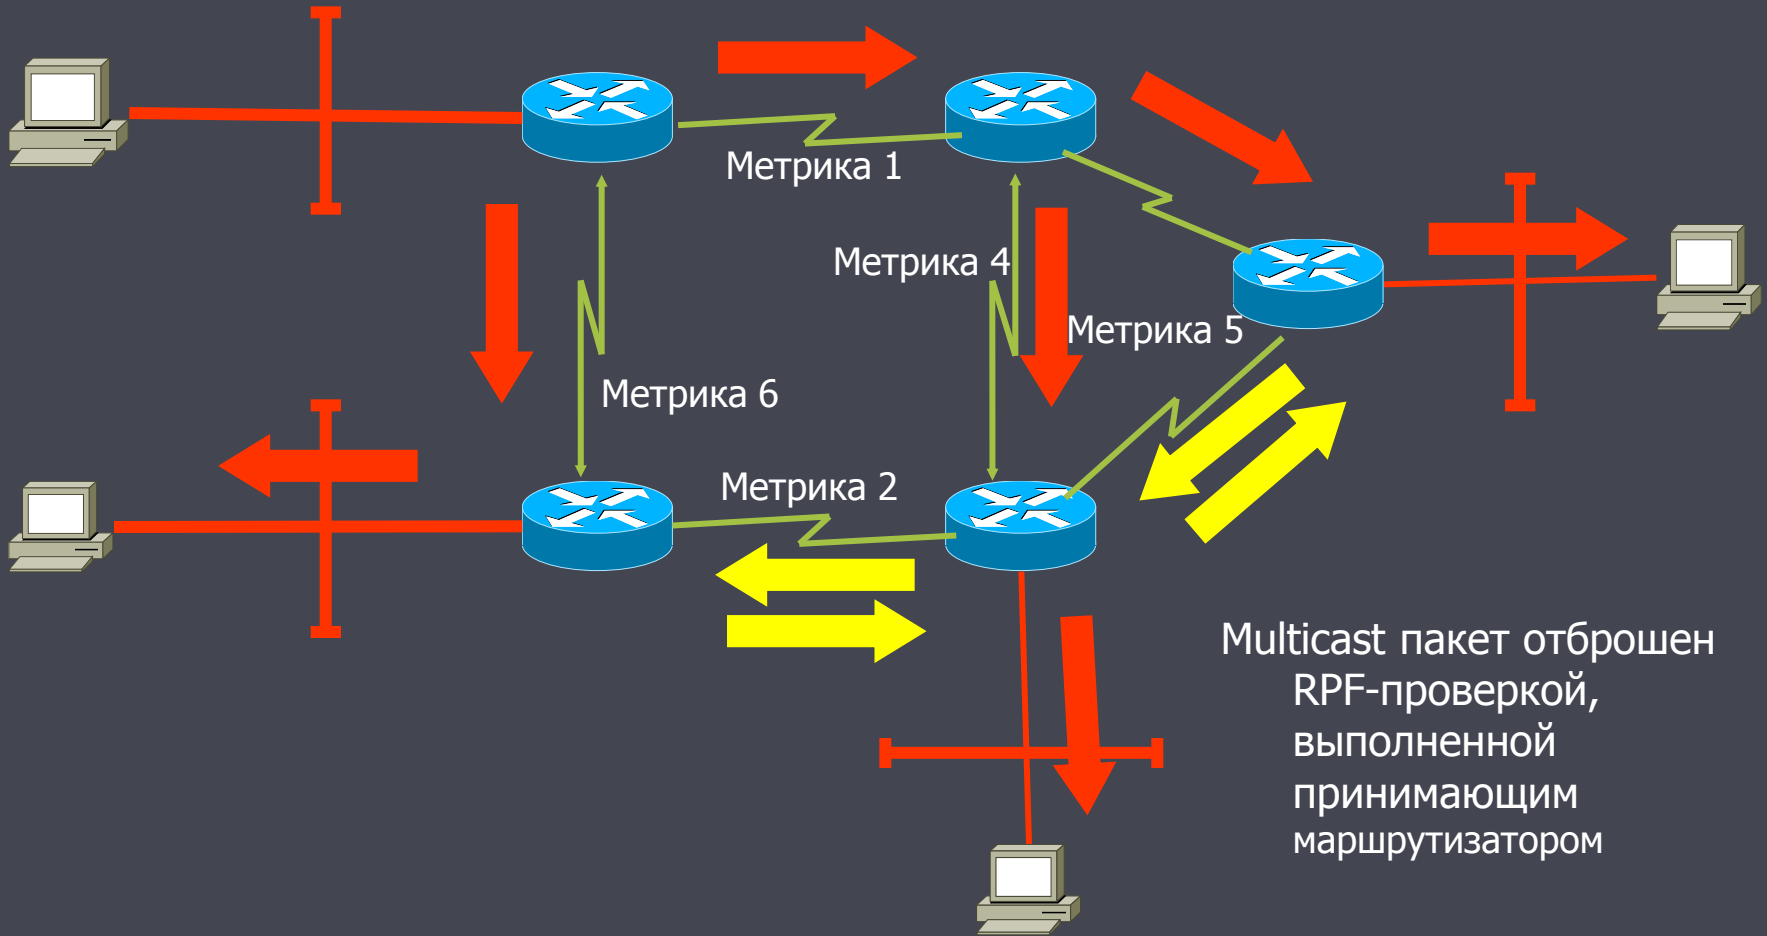 Метрика 1
Метрика 4
Метрика 5
Метрика 6
Метрика 2
Multicast пакет отброшен
RPF-проверкой,
выполненной
принимающим
маршрутизатором